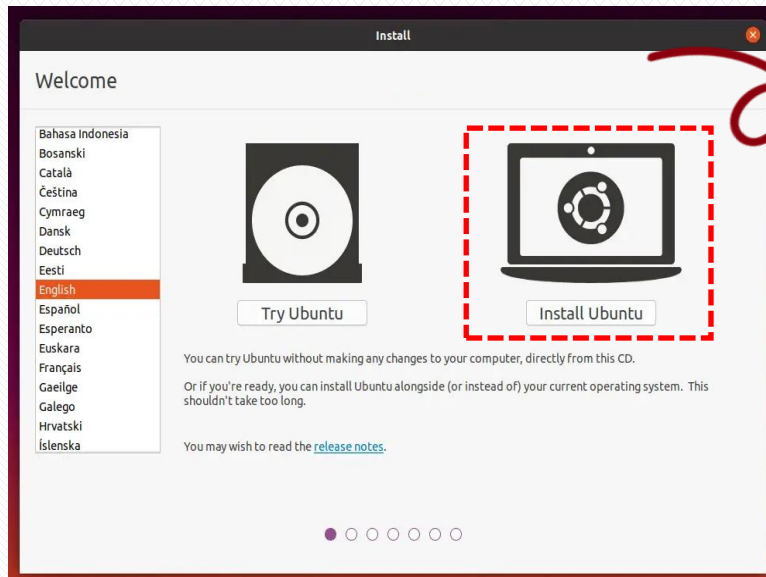 Install
Welcome
Bahasa Indonesia
Bosanski
Català
Čeština
Cymraeg
Dansk
Deutsch
Eesti
English
Español
Esperanto
Euskara
Français
Gaeilge
Galego
Hrvatski
Íslenska
Try Ubuntu
Install Ubuntu
You can try Ubuntu without making any changes to your computer, directly from this CD.
Or if you're ready, you can install Ubuntu alongside (or instead of) your current operating system. This
shouldn't take too long.
You may wish to read the release notes.